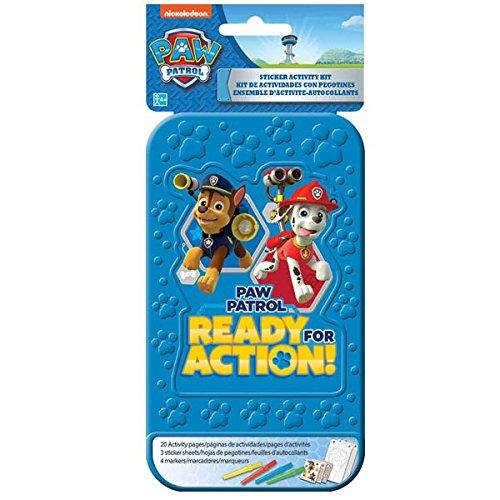 nickelodeon
PAW
PATROL
STICKER ACTIVITY KIT
KIT DE ACTIVIDADES CON PEGOTINES
ENSEMBLE D'ACTIVITE-AUTOCOLLANTS
PAW
PATROL
READY FOR
ACTION!
20 Activity pages/páginas de actividades/pages d'activités
3 sticker sheets/hojas de pegotines/feuilles d'autocollants
4 markers/marcadores/marqueurs